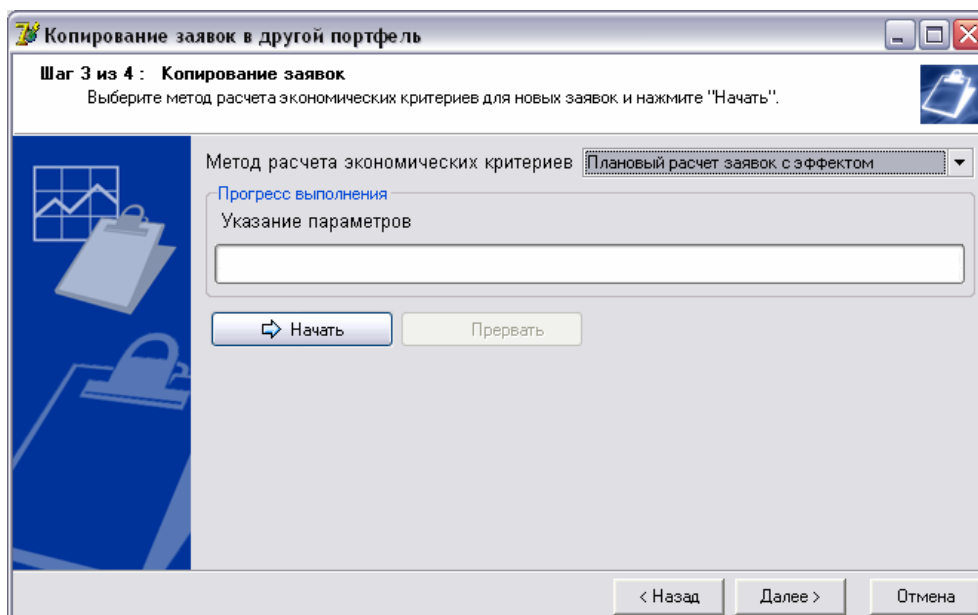 Копирование заявок в другой портфель
Шаг 3 из 4 : Копирование заявок
Выберите метод расчета экономических критериев для новых заявок и нажмите "Начать".
Метод расчета экономических критериев Плановый расчет заявок с эффектом
Прогресс выполнения
Указание параметров
Начать Прервать
< Назад Далее > Отмена